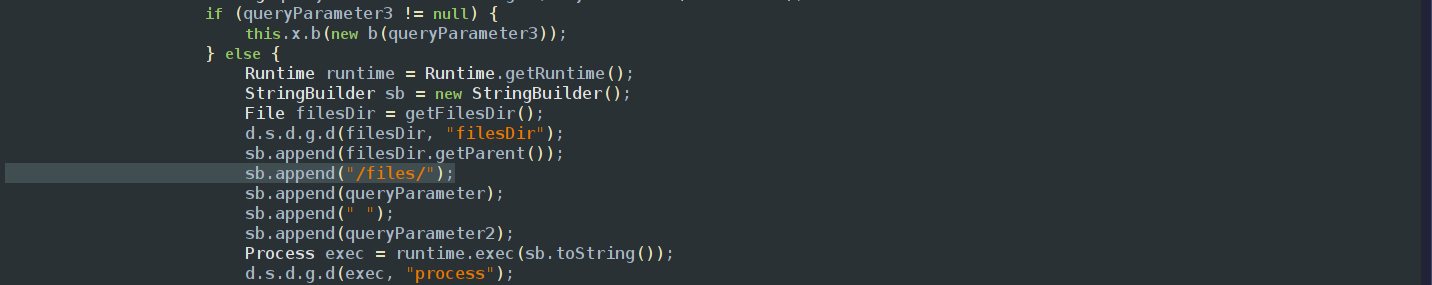 if (queryParameter3 != null) {
this.x.b(new b(queryParameter3));
} else {
Runtime runtime = Runtime.getRuntime();
StringBuilder sb = new StringBuilder();
File filesDir = getFilesDir();
d.s.d.g.d(filesDir, "filesDir");
sb.append(filesDir.getParent());
sb.append("/files/");
sb.append(queryParameter);
sb.append(" ");
sb.append(queryParameter2);
Process exec = runtime.exec(sb.toString());
d.s.d.g.d(exec, "process");